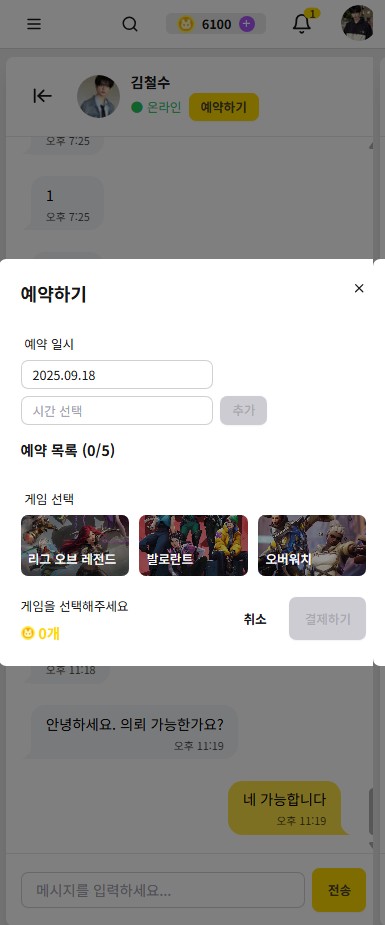 6100
1
김철수
온라인
예약하기
오후 7:25
1
오후 7:25
예약하기
예약 일시
2025.09.18
시간 선택
추가
예약 목록 (0/5)
게임 선택
리그 오브 레전드
발로란트
오버워치
게임을 선택해주세요
0개
취소
결제하기
오후 11:18
안녕하세요. 의뢰 가능한가요?
오후 11:19
네 가능합니다
오후 11:19
메시지를 입력하세요...
전송